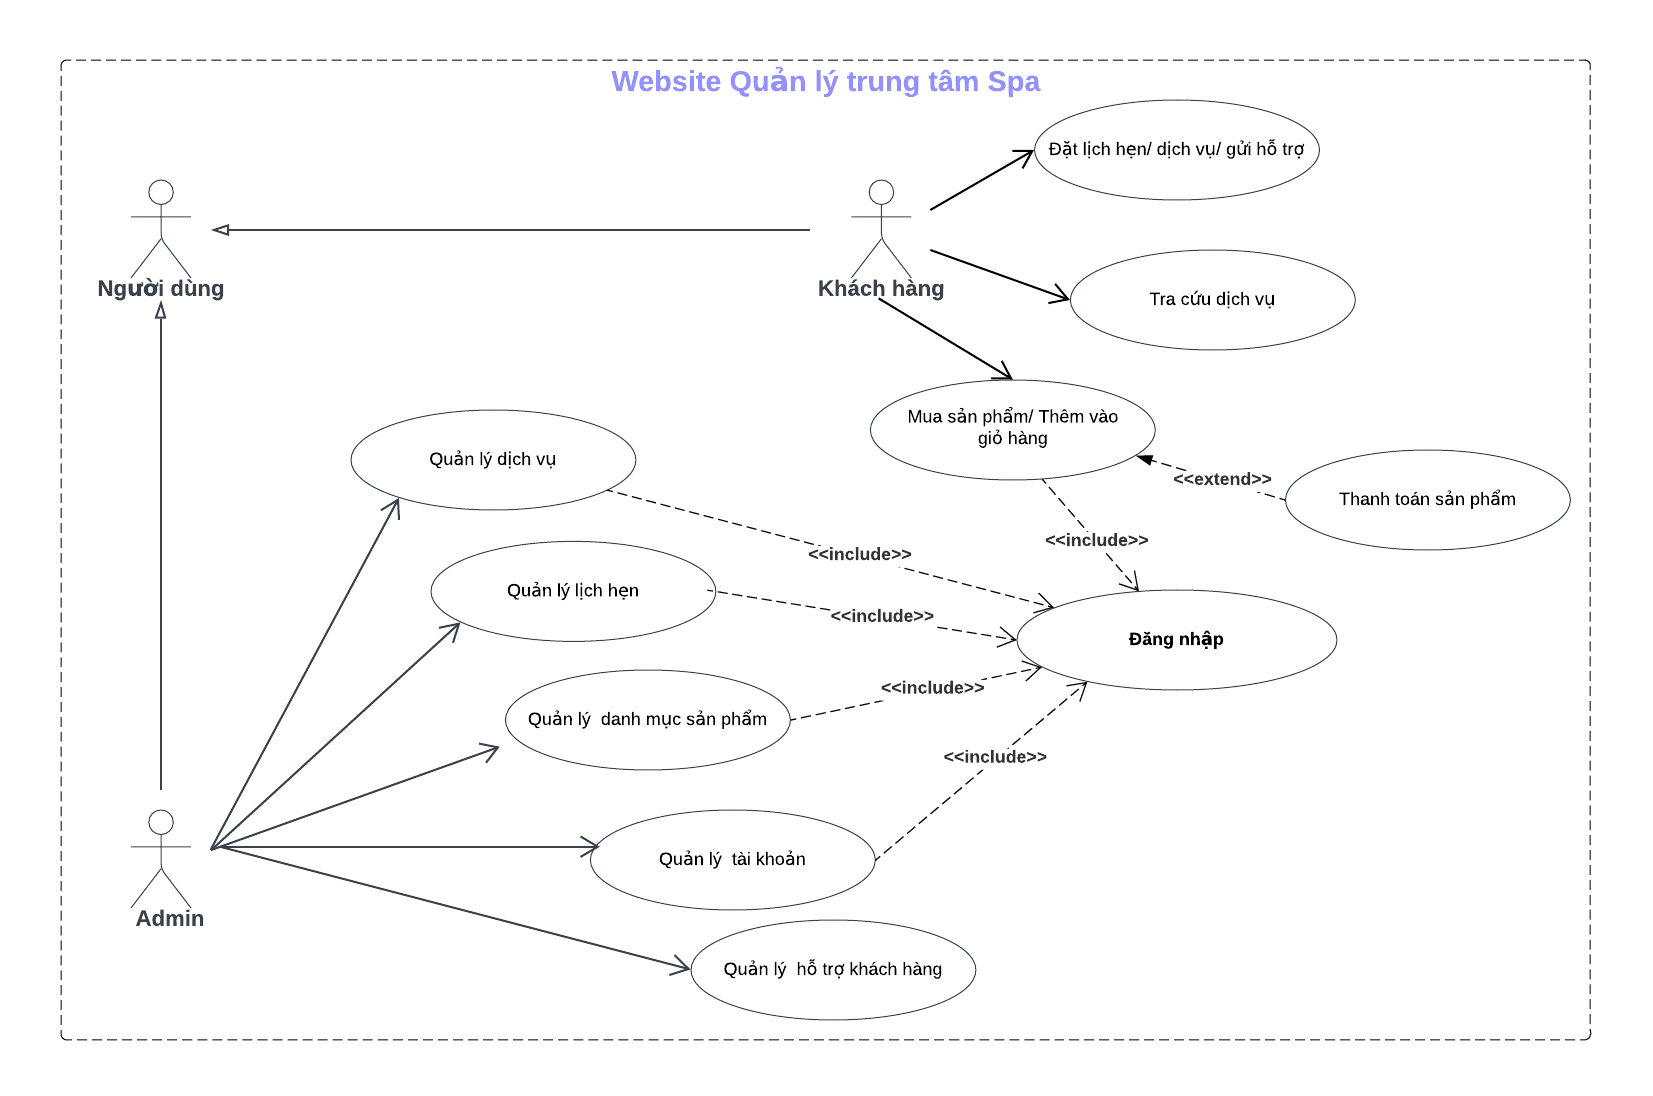 Website Quản lý trung tâm Spa
Đặt lịch hẹn/ dịch vụ/ gửi hỗ trợ
Người dùng
Khách hàng
Tra cứu dịch vụ
Mua sản phẩm/ Thêm vào
giỏ hàng
Quản lý dịch vụ
<<extend>>
Thanh toán sản phẩm
<<include>>
<<include>>
Quản lý lịch hẹn
<<include>>
Đăng nhập
<<include>>
Quản lý  danh mục sản phẩm
<<include>>
Quản lý  tài khoản
Admin
Quản lý  hỗ trợ khách hàng